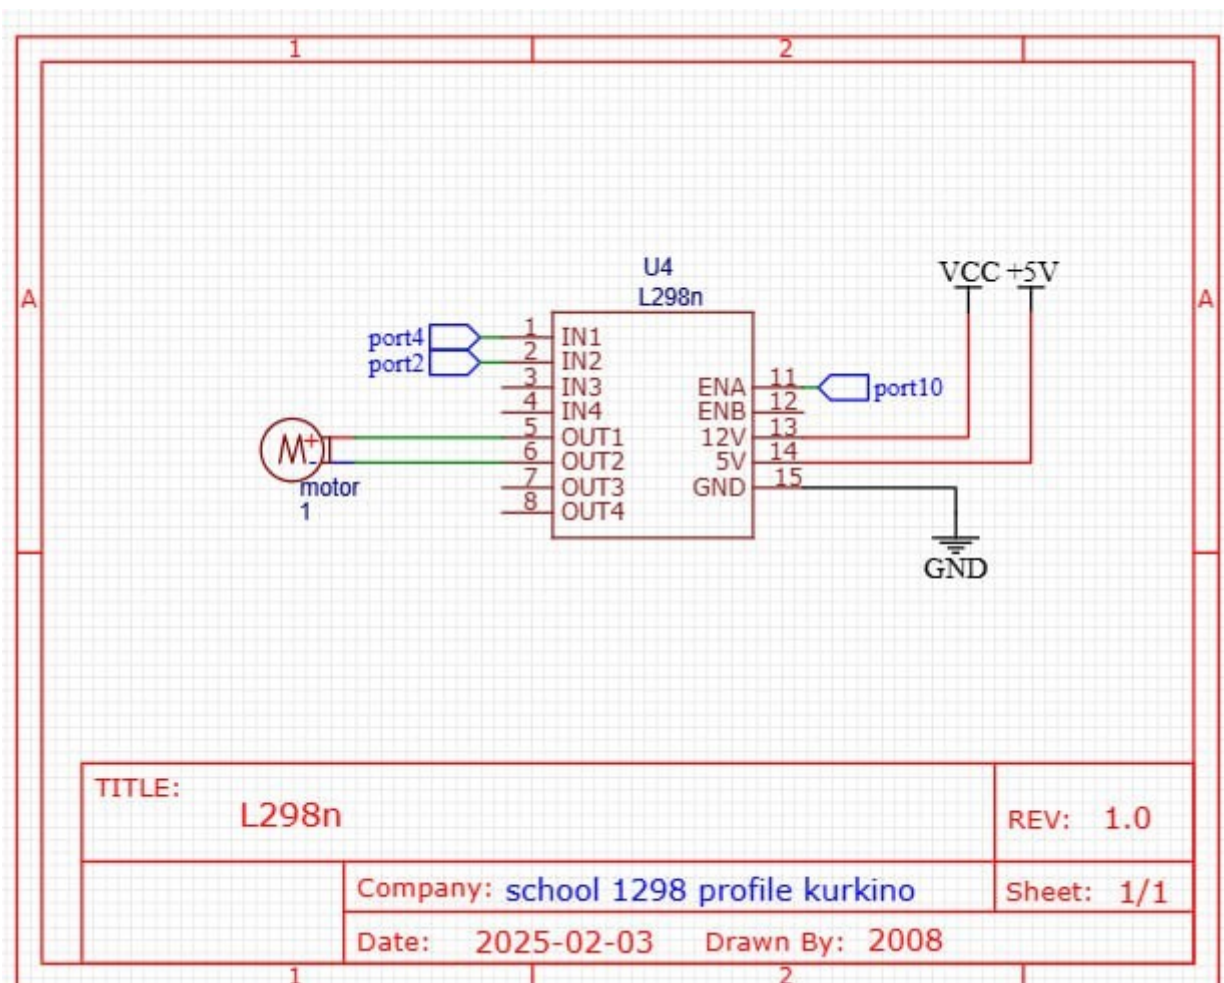 1 2
A A
U4
L298n
VCC +5V
port4 1 IN1
port2 2 IN2
3 IN3 ENA 11 port10
4 IN4 ENB 12
M + 5 OUT1 12V 13
- 6 OUT2 5V 14
motor 7 OUT3 GND 15
1 8 OUT4
GND
TITLE:
L298n
REV: 1.0
Company: school 1298 profile kurkino Sheet: 1/1
Date: 2025-02-03 Drawn By: 2008
1 2